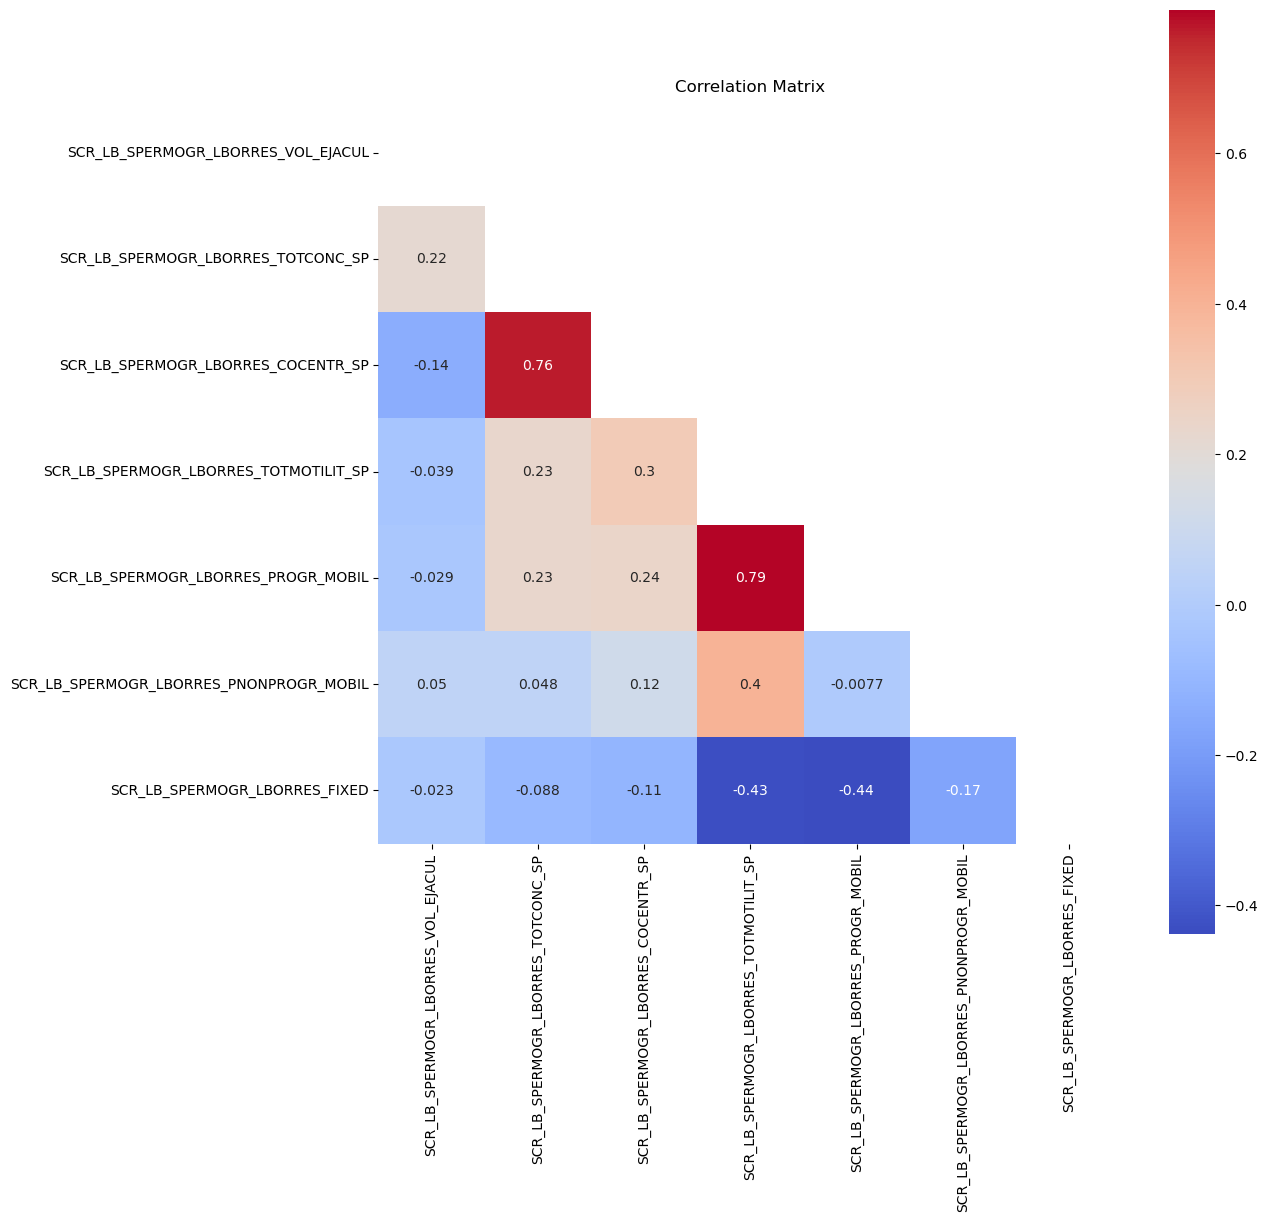 Correlation Matrix
SCR_LB_SPERMOGR_LBORRES_VOL_EJACUL
SCR_LB_SPERMOGR_LBORRES_TOTCONC_SP
0.22
SCR_LB_SPERMOGR_LBORRES_COCENTR_SP
-0.14 0.76
SCR_LB_SPERMOGR_LBORRES_TOTMOTILIT_SP
-0.039 0.23 0.3
SCR_LB_SPERMOGR_LBORRES_PROGR_MOBIL
-0.029 0.23 0.24 0.79
SCR_LB_SPERMOGR_LBORRES_PNONPROGR_MOBIL
0.05 0.048 0.12 0.4 -0.0077
SCR_LB_SPERMOGR_LBORRES_FIXED
-0.023 -0.088 -0.11 -0.43 -0.44 -0.17
SCR_LB_SPERMOGR_LBORRES_VOL_EJACUL
SCR_LB_SPERMOGR_LBORRES_TOTCONC_SP
SCR_LB_SPERMOGR_LBORRES_COCENTR_SP
SCR_LB_SPERMOGR_LBORRES_TOTMOTILIT_SP
SCR_LB_SPERMOGR_LBORRES_PROGR_MOBIL
SCR_LB_SPERMOGR_LBORRES_PNONPROGR_MOBIL
SCR_LB_SPERMOGR_LBORRES_FIXED
0.6
0.4
0.2
0.0
−0.2
−0.4